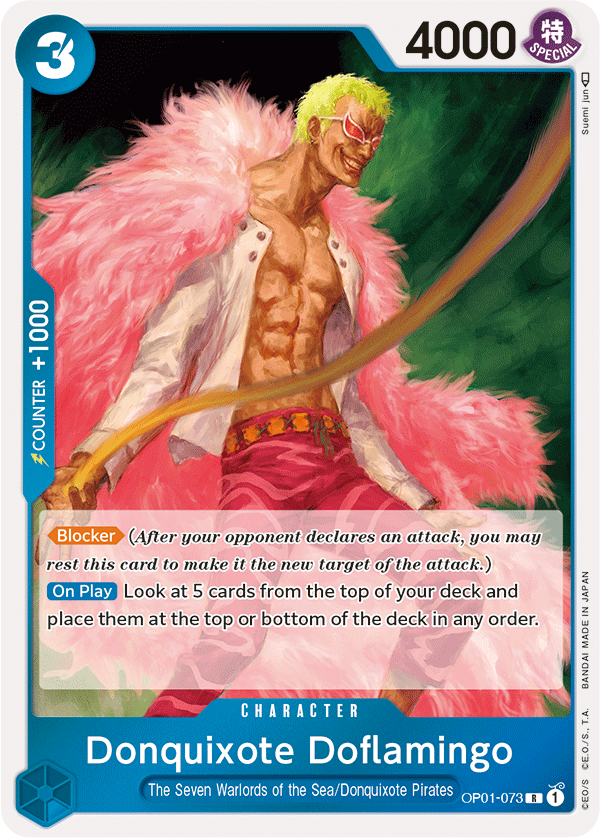 3
4000
特
SPECIAL
Suemi jun
COUNTER +1000
Blocker (After your opponent declares an attack, you may
rest this card to make it the new target of the attack.)
On Play Look at 5 cards from the top of your deck and
place them at the top or bottom of the deck in any order.
CHARACTER
Donquixote Doflamingo
The Seven Warlords of the Sea/Donquixote Pirates
OP01-073 R 1
©E.O/S ©E.O./S., T.A. BANDAI MADE IN JAPAN